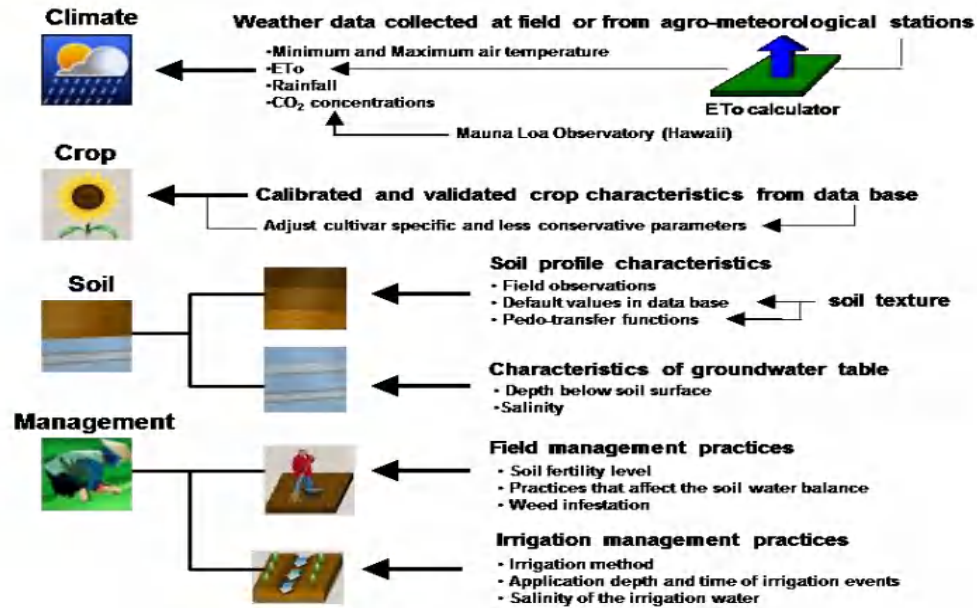 Climate
Weather data collected at field or from agro-meteorological stations
•Minimum and Maximum air temperature
•ETo
•Rainfall
•CO₂ concentrations
ETo calculator
Mauna Loa Observatory (Hawaii)
Crop
Calibrated and validated crop characteristics from data base
Adjust cultivar specific and less conservative parameters
Soil
Soil profile characteristics
• Field observations
• Default values in data base
• Pedo-transfer functions
soil texture
Characteristics of groundwater table
• Depth below soil surface
•Salinity
Management
Field management practices
• Soil fertility level
• Practices that affect the soil water balance
• Weed infestation
Irrigation management practices
• Irrigation method
• Application depth and time of irrigation events
• Salinity of the irrigation water